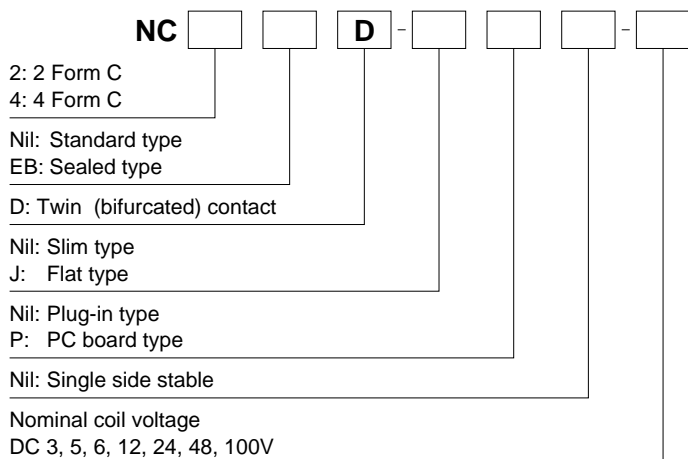 NC D - -
2: 2 Form C
4: 4 Form C
Nil: Standard type
EB: Sealed type
D: Twin (bifurcated) contact
Nil: Slim type
J: Flat type
Nil: Plug-in type
P: PC board type
Nil: Single side stable
Nominal coil voltage
DC 3, 5, 6, 12, 24, 48, 100V